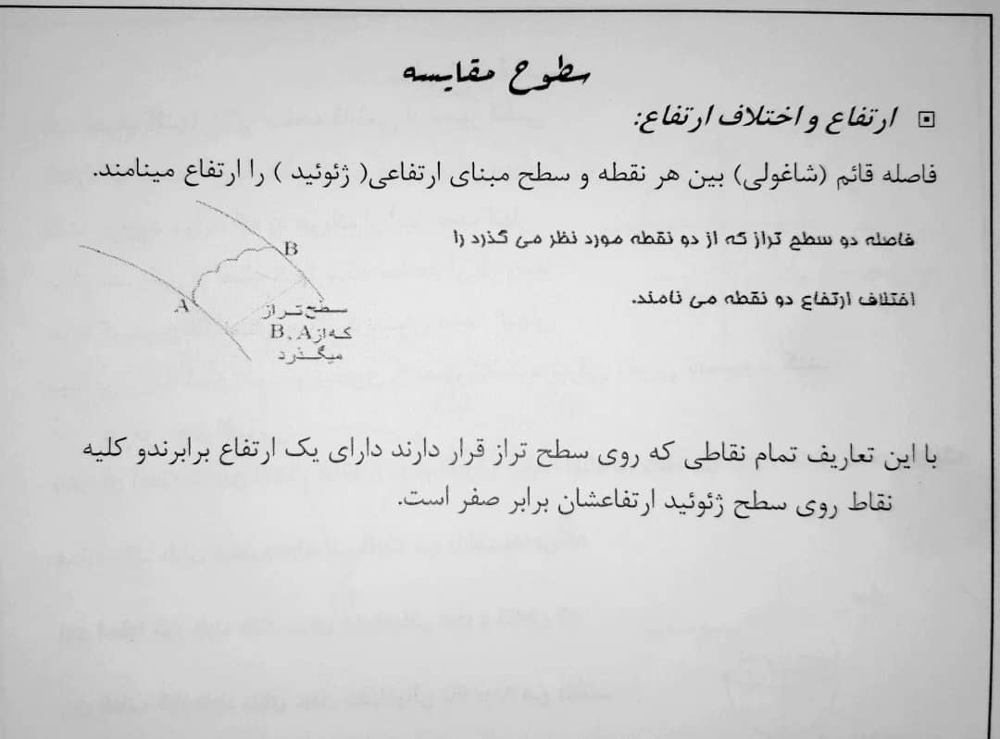 سطوح مقایسه
ارتفاع و اختلاف ارتفاع:
فاصله قائم (شاغولی) بین هر نقطه و سطح مبنای ارتفاعی( ژئوئید ) را ارتفاع مینامند.
فاصله دو سطح تراز که از دو نقطه مورد نظر می گذرد را
اختلاف ارتفاع دو نقطه می نامند.
B
A
سطح تراز
که از B, A
میگذرد
با این تعاریف تمام نقاطی که روی سطح تراز قرار دارند دارای یک ارتفاع برابرندو کلیه
نقاط روی سطح ژئوئید ارتفاعشان برابر صفر است.